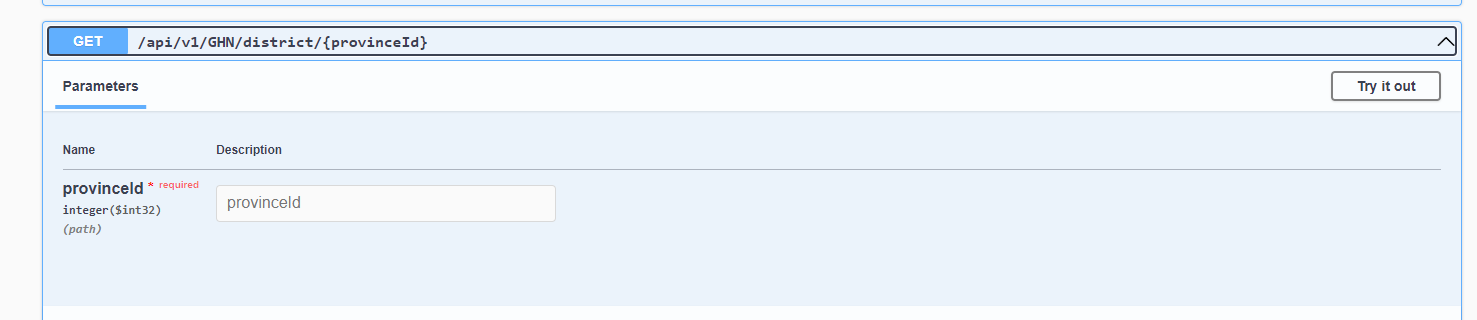 GET /api/v1/GHN/district/{provinceId}
Parameters
Try it out
Name Description
provinceId * required
integer($int32)
(path)
provinceId